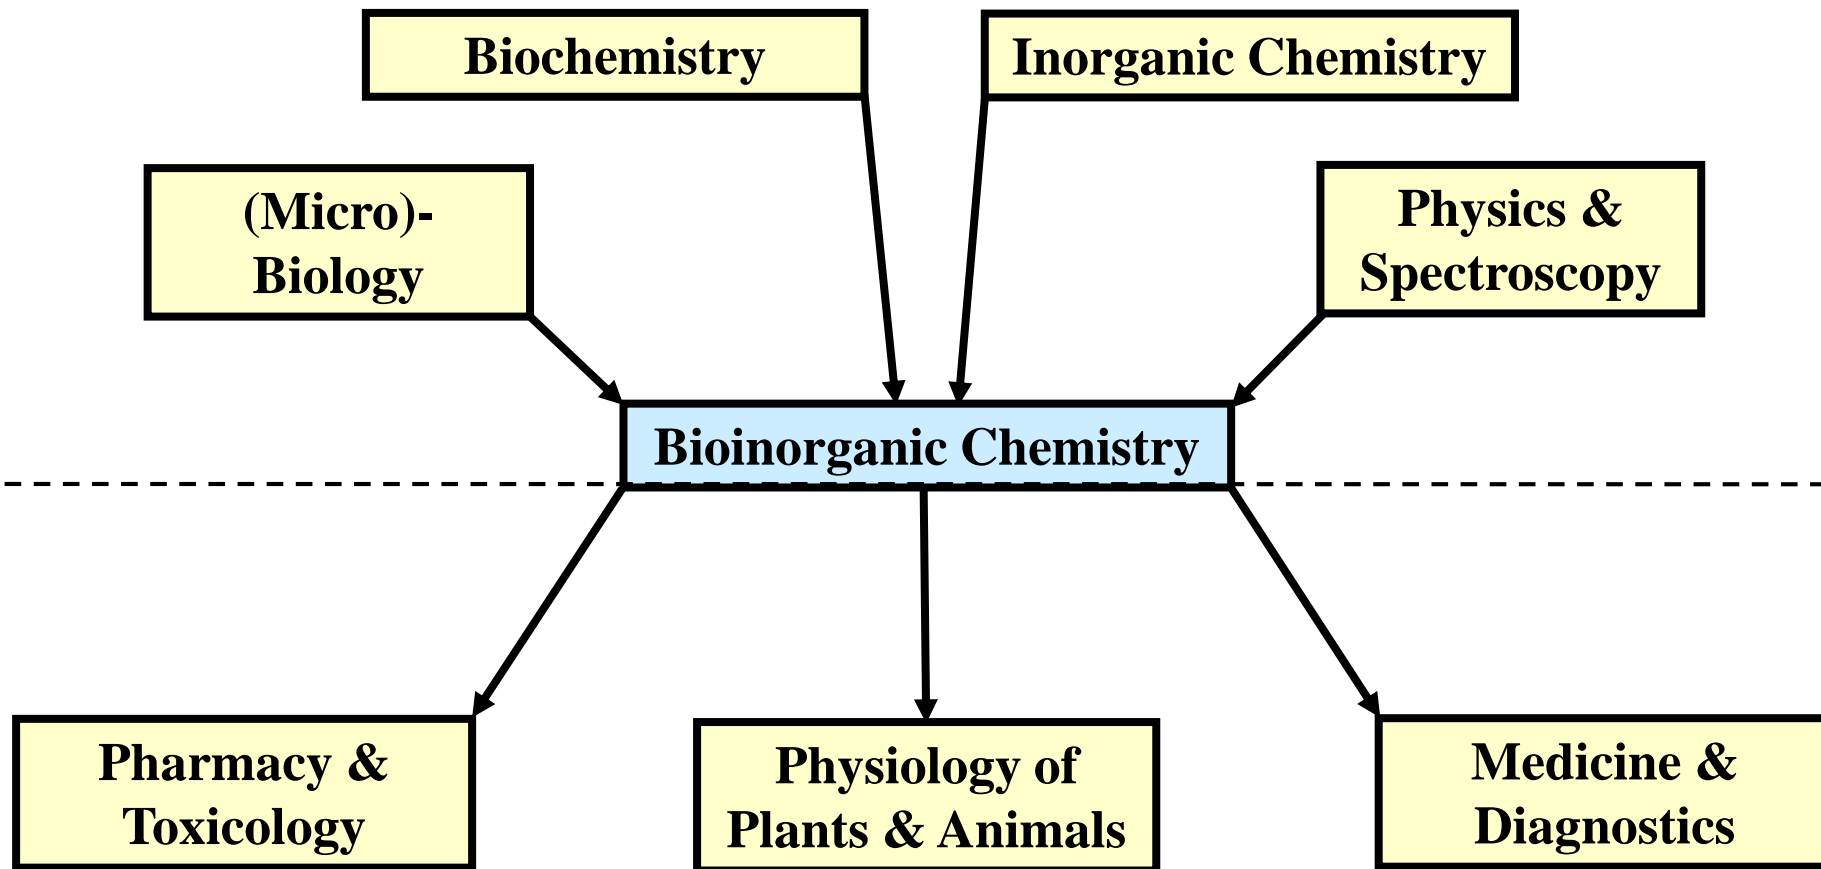 Biochemistry
Inorganic Chemistry
(Micro)-
Biology
Physics &
Spectroscopy
Bioinorganic Chemistry
Pharmacy &
Toxicology
Physiology of
Plants & Animals
Medicine &
Diagnostics